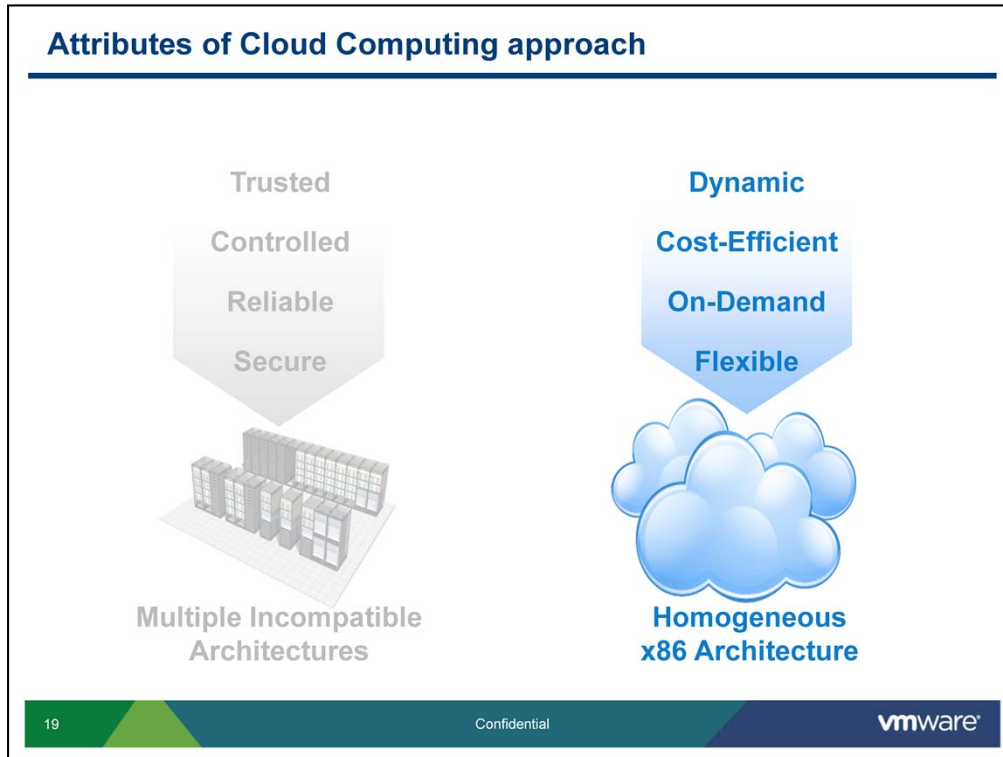 Attributes of Cloud Computing approach
Trusted
Controlled
Reliable
Secure
Multiple Incompatible
Architectures
Dynamic
Cost-Efficient
On-Demand
Flexible
Homogeneous
x86 Architecture
19
Confidential
vmware®